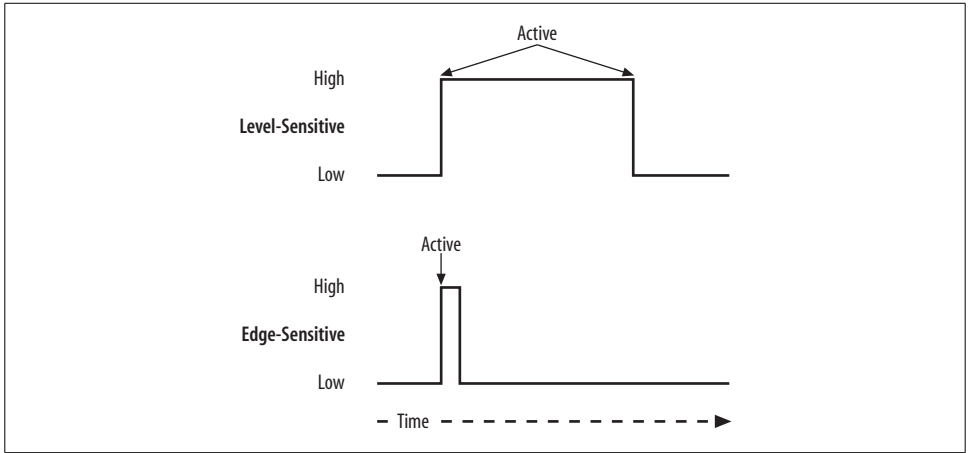 Active
High
Level-Sensitive
Low
Active
High
Edge-Sensitive
Low
Time